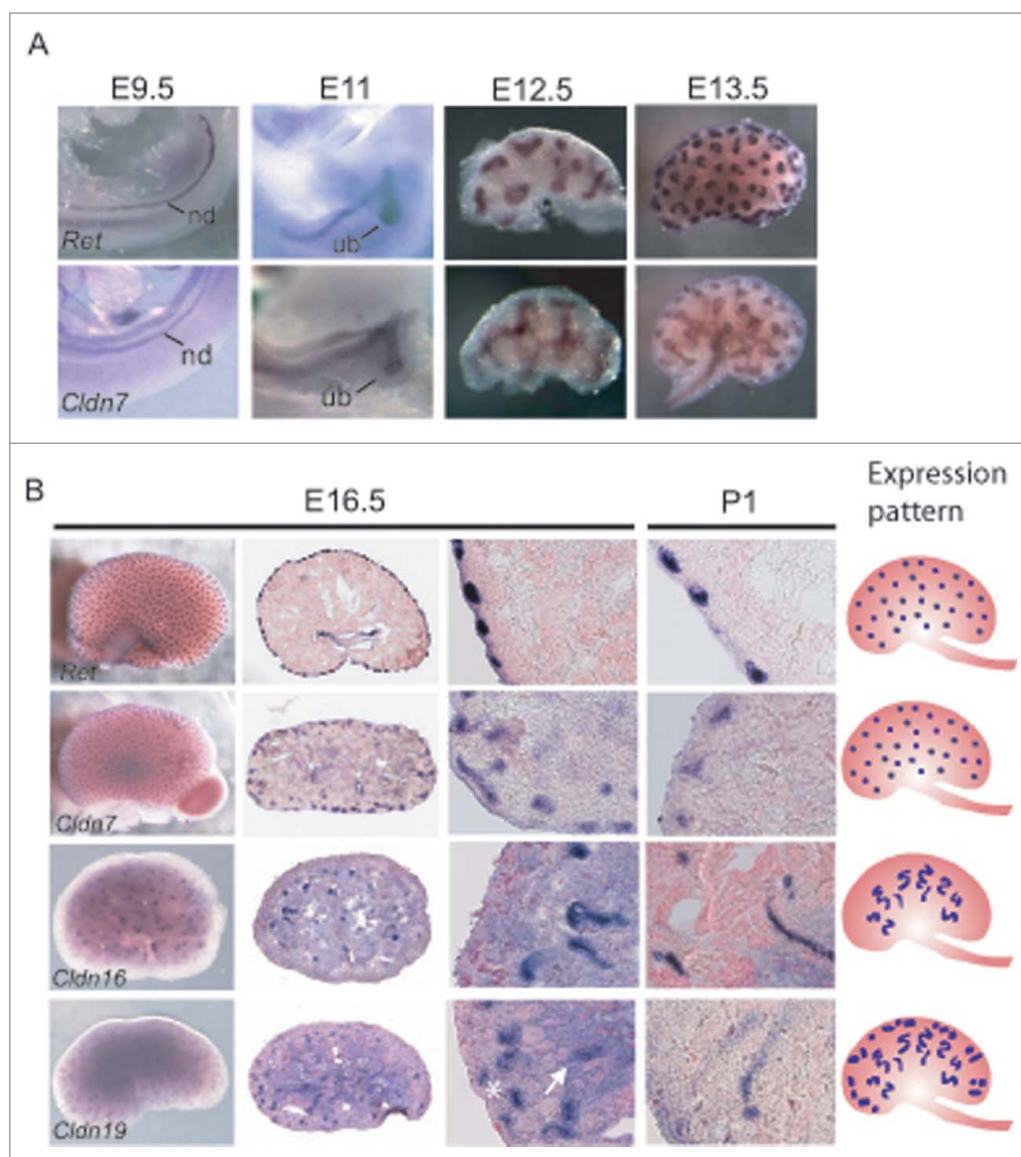 A
E9.5 E11 E12.5 E13.5
nd
Ret
ub
nd
Cldn7
ub
B
E16.5 P1 Expression
pattern
Ret
Cldn7
Cldn16
*
Cldn19